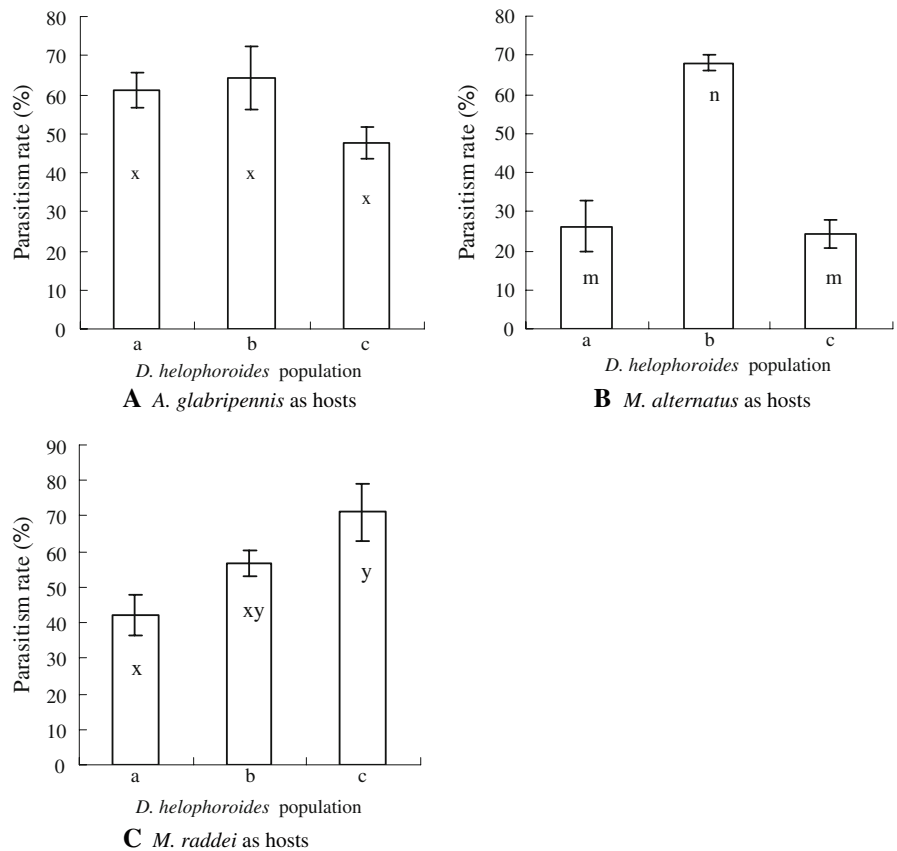 80
70
60
50
40
30
20
10
0
Parasitism rate (%)
x
x
x
a b c
D. helophoroides population
A A. glabripennis as hosts
80
70
60
50
40
30
20
10
0
Parasitism rate (%)
m
n
m
a b c
D. helophoroides population
B M. alternatus as hosts
90
80
70
60
50
40
30
20
10
0
Parasitism rate (%)
x
xy
y
a b c
D. helophoroides population
C M. raddei as hosts